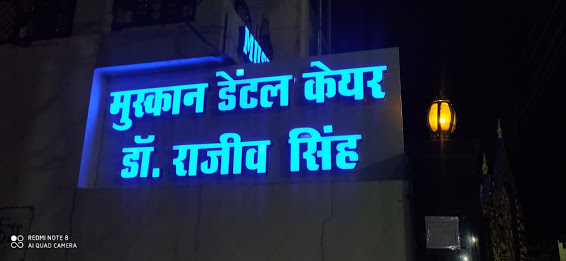 मुस्कान डेंटल केयर
डॉ. राजीव सिंह
REDMI NOTE 8
AI QUAD CAMERA